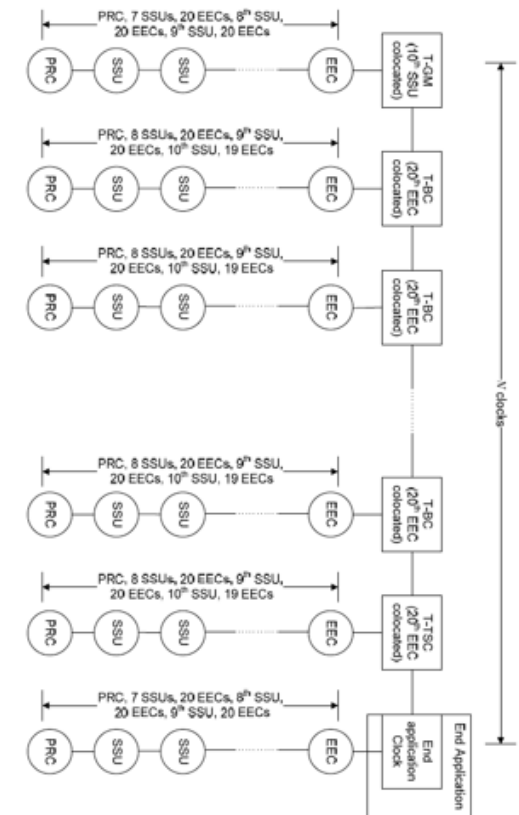 PRC, 7 SSUs, 20 EECs, 8th SSU,
20 EECs, 9th SSU, 20 EECs
PRC
SSU
SSU
EEC
T-GM
(10th SSU
colocated)
PRC, 8 SSUs, 20 EECs, 9th SSU,
20 EECs, 10th SSU, 19 EECs
PRC
SSU
SSU
EEC
T-BC
(20th EEC
colocated)
PRC, 8 SSUs, 20 EECs, 9th SSU,
20 EECs, 10th SSU, 19 EECs
PRC
SSU
SSU
EEC
T-BC
(20th EEC
colocated)
N clocks
PRC, 8 SSUs, 20 EECs, 9th SSU,
20 EECs, 10th SSU, 19 EECs
PRC
SSU
SSU
EEC
T-BC
(20th EEC
colocated)
PRC, 8 SSUs, 20 EECs, 9th SSU,
20 EECs, 10th SSU, 19 EECs
PRC
SSU
SSU
EEC
T-TSC
(20th EEC
colocated)
PRC, 7 SSUs, 20 EECs, 8th SSU,
20 EECs, 9th SSU, 20 EECs
PRC
SSU
SSU
EEC
End
application
Clock
End Application